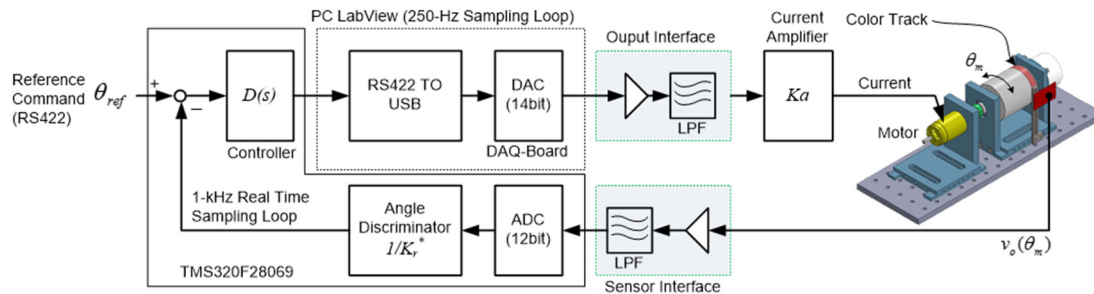 PC LabView (250-Hz Sampling Loop)
Ouput Interface
Current
Amplifier
Color Track
θm
Reference
Command
(RS422)
θref
+
−
D(s)
Controller
RS422 TO
USB
DAC
(14bit)
DAQ-Board
LPF
Ka
Current
Motor
1-kHz Real Time
Sampling Loop
Angle
Discriminator
1/Kr*
ADC
(12bit)
LPF
Sensor Interface
vo(θm)
TMS320F28069